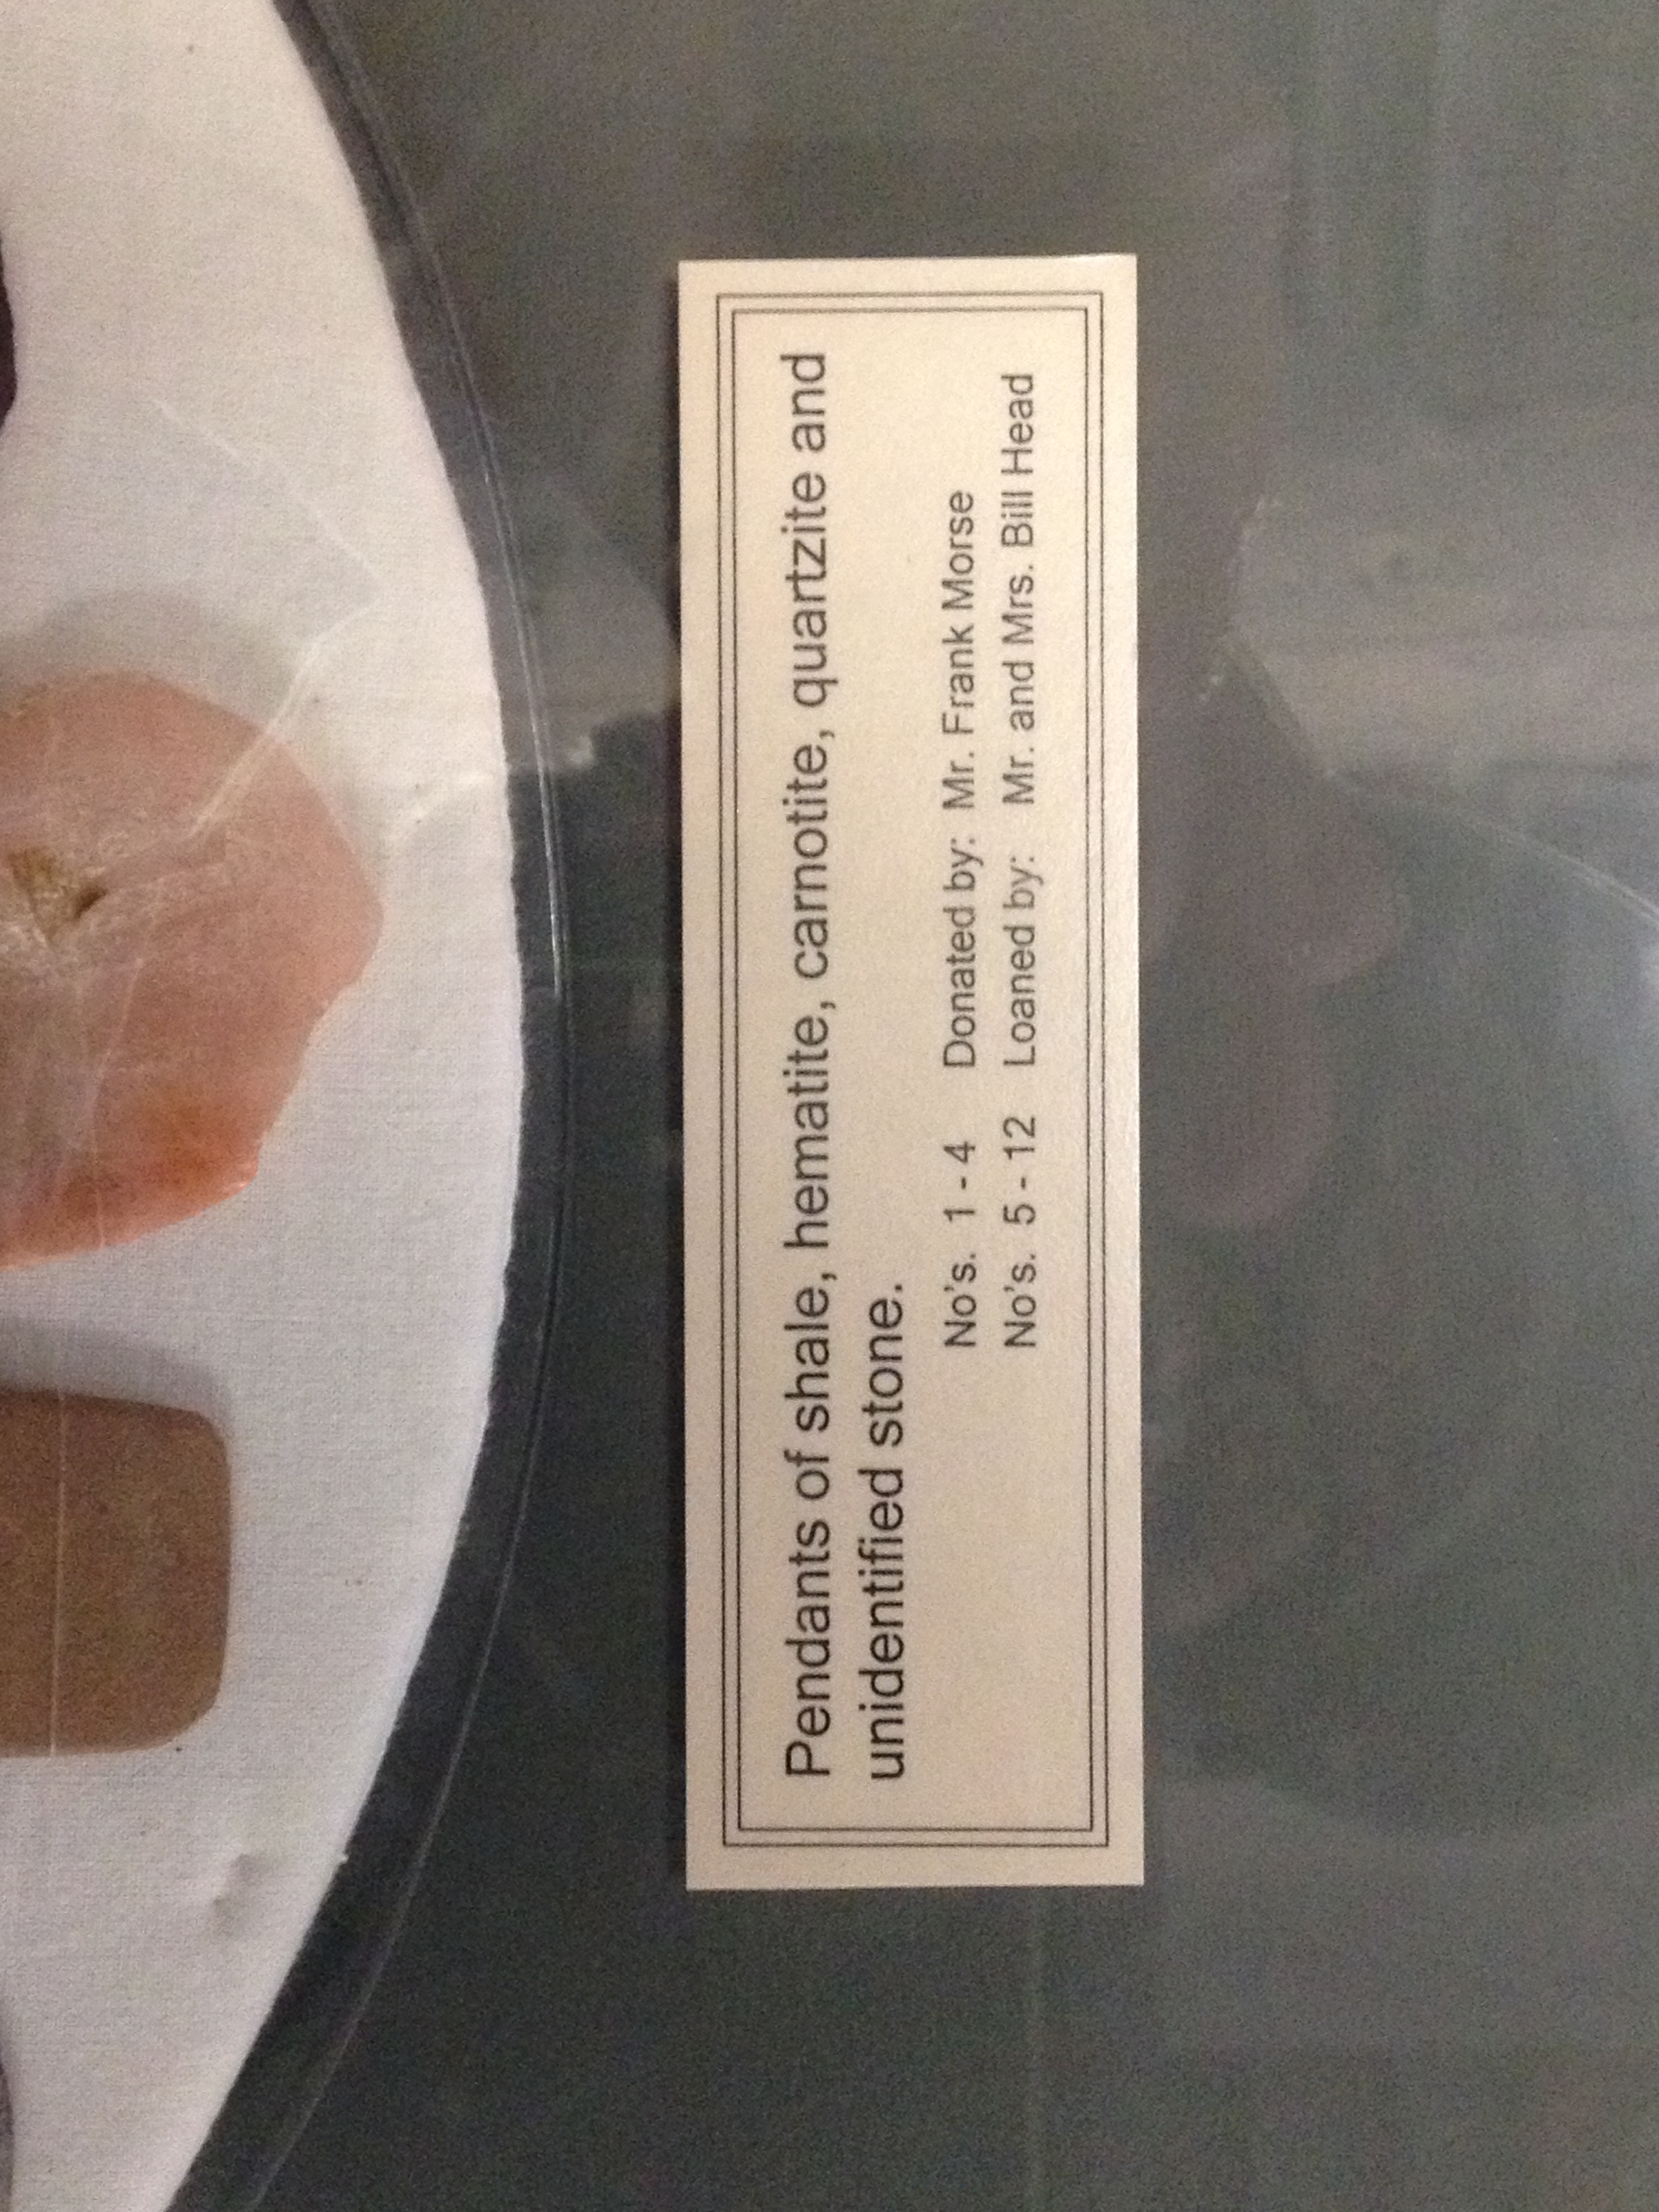 Pendants of shale, hematite, carnotite, quartzite and
unidentified stone.
No's. 1 - 4 Donated by: Mr. Frank Morse
No's. 5 - 12 Loaned by: Mr. and Mrs. Bill Head